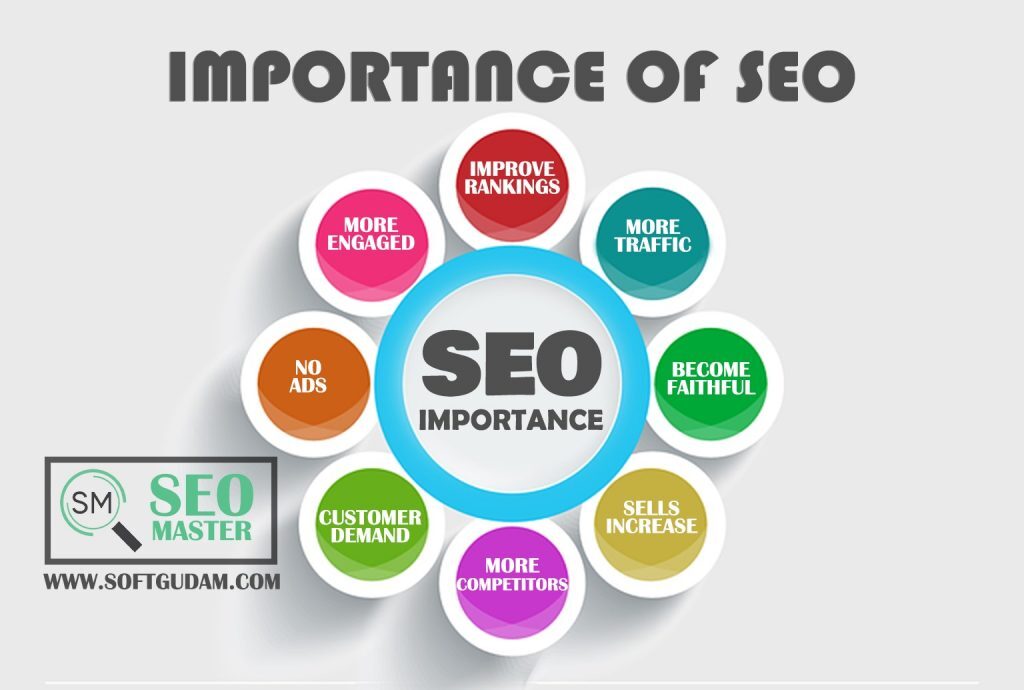 IMPORTANCE OF SEO
IMPROVE
RANKINGS
MORE
TRAFFIC
BECOME
FAITHFUL
SELLS
INCREASE
MORE
COMPETITORS
CUSTOMER
DEMAND
NO
ADS
MORE
ENGAGED
SEO
IMPORTANCE
SM
SEO
MASTER
WWW.SOFTGUDAM.COM